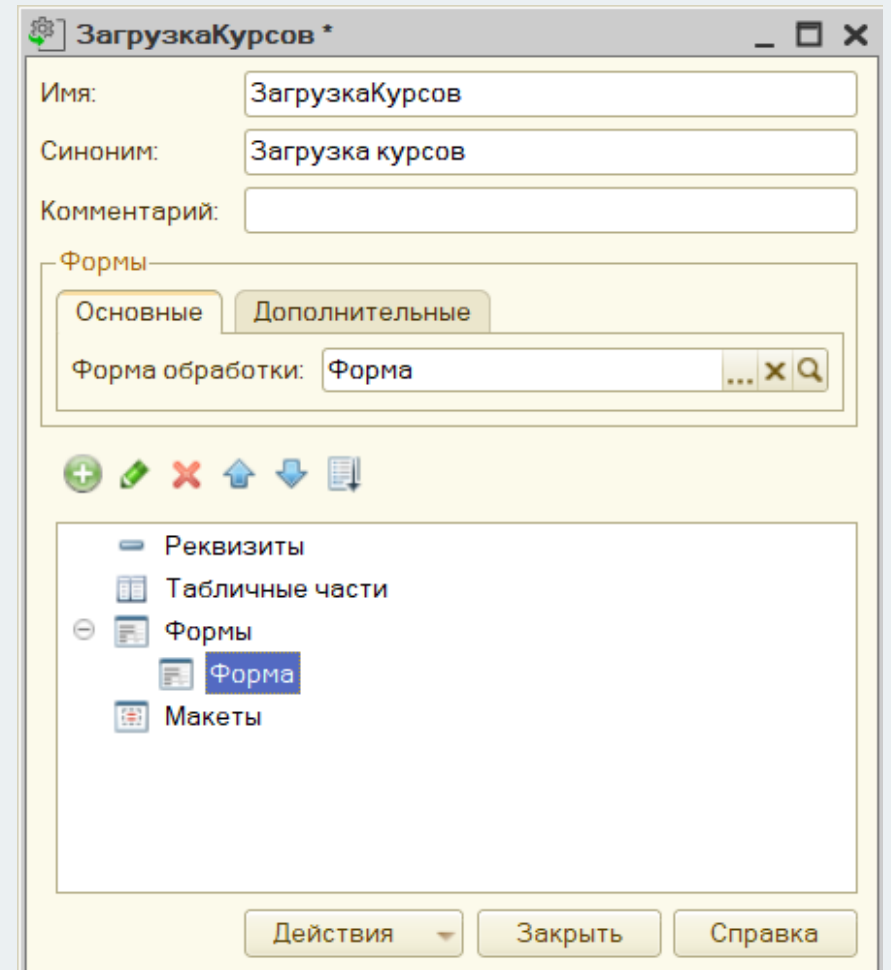 ЗагрузкаКурсов *
Имя: ЗагрузкаКурсов
Синоним: Загрузка курсов
Комментарий:
Формы
Основные Дополнительные
Форма обработки: Форма ...
Реквизиты
Табличные части
Формы
Форма
Макеты
Действия Закрыть Справка